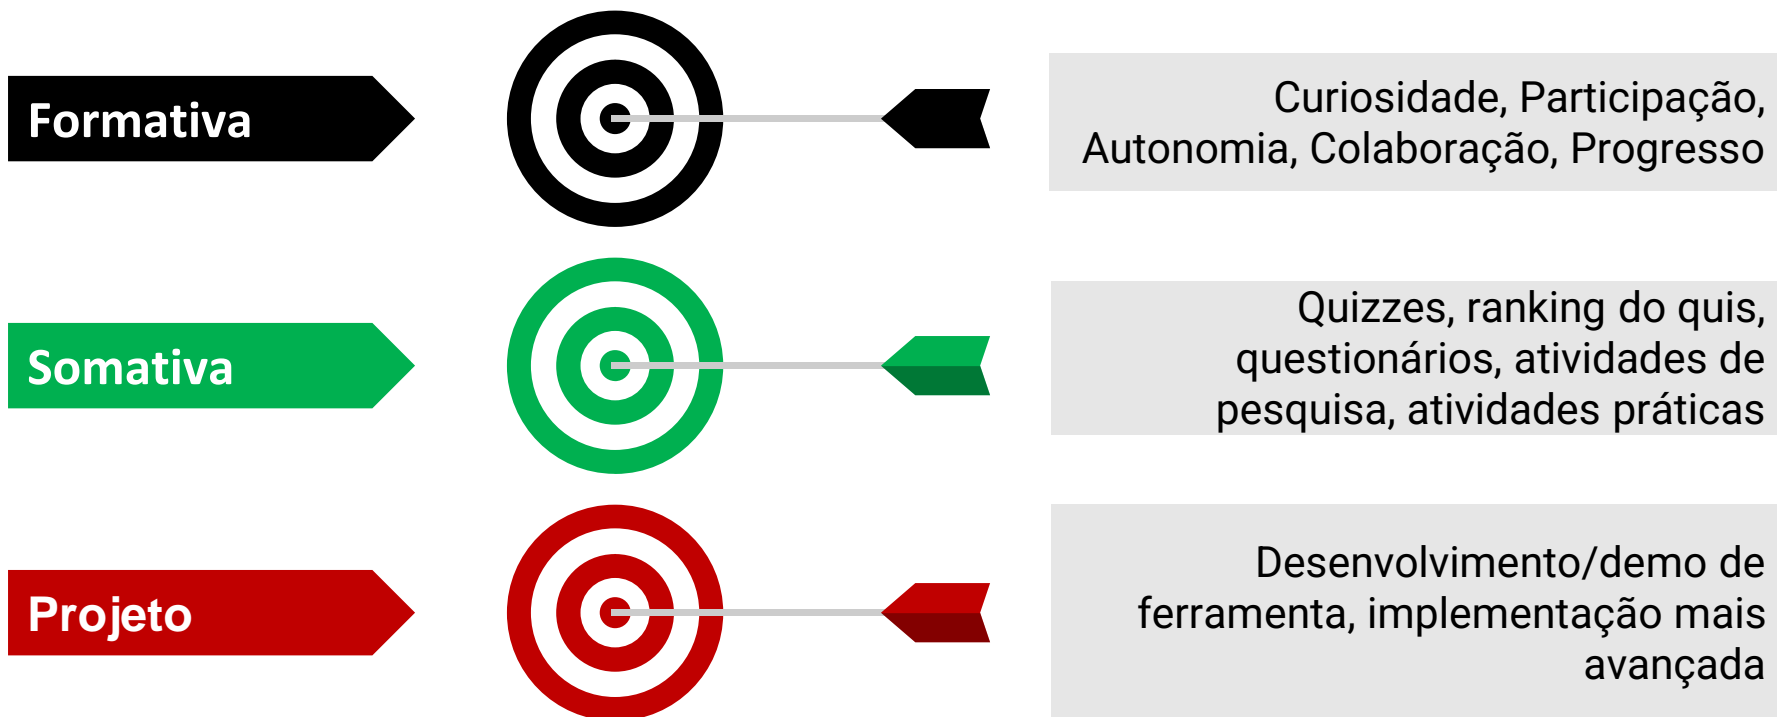 Formativa
Curiosidade, Participação,
Autonomia, Colaboração, Progresso
Somativa
Quizzes, ranking do quis,
questionários, atividades de
pesquisa, atividades práticas
Projeto
Desenvolvimento/demo de
ferramenta, implementação mais
avançada